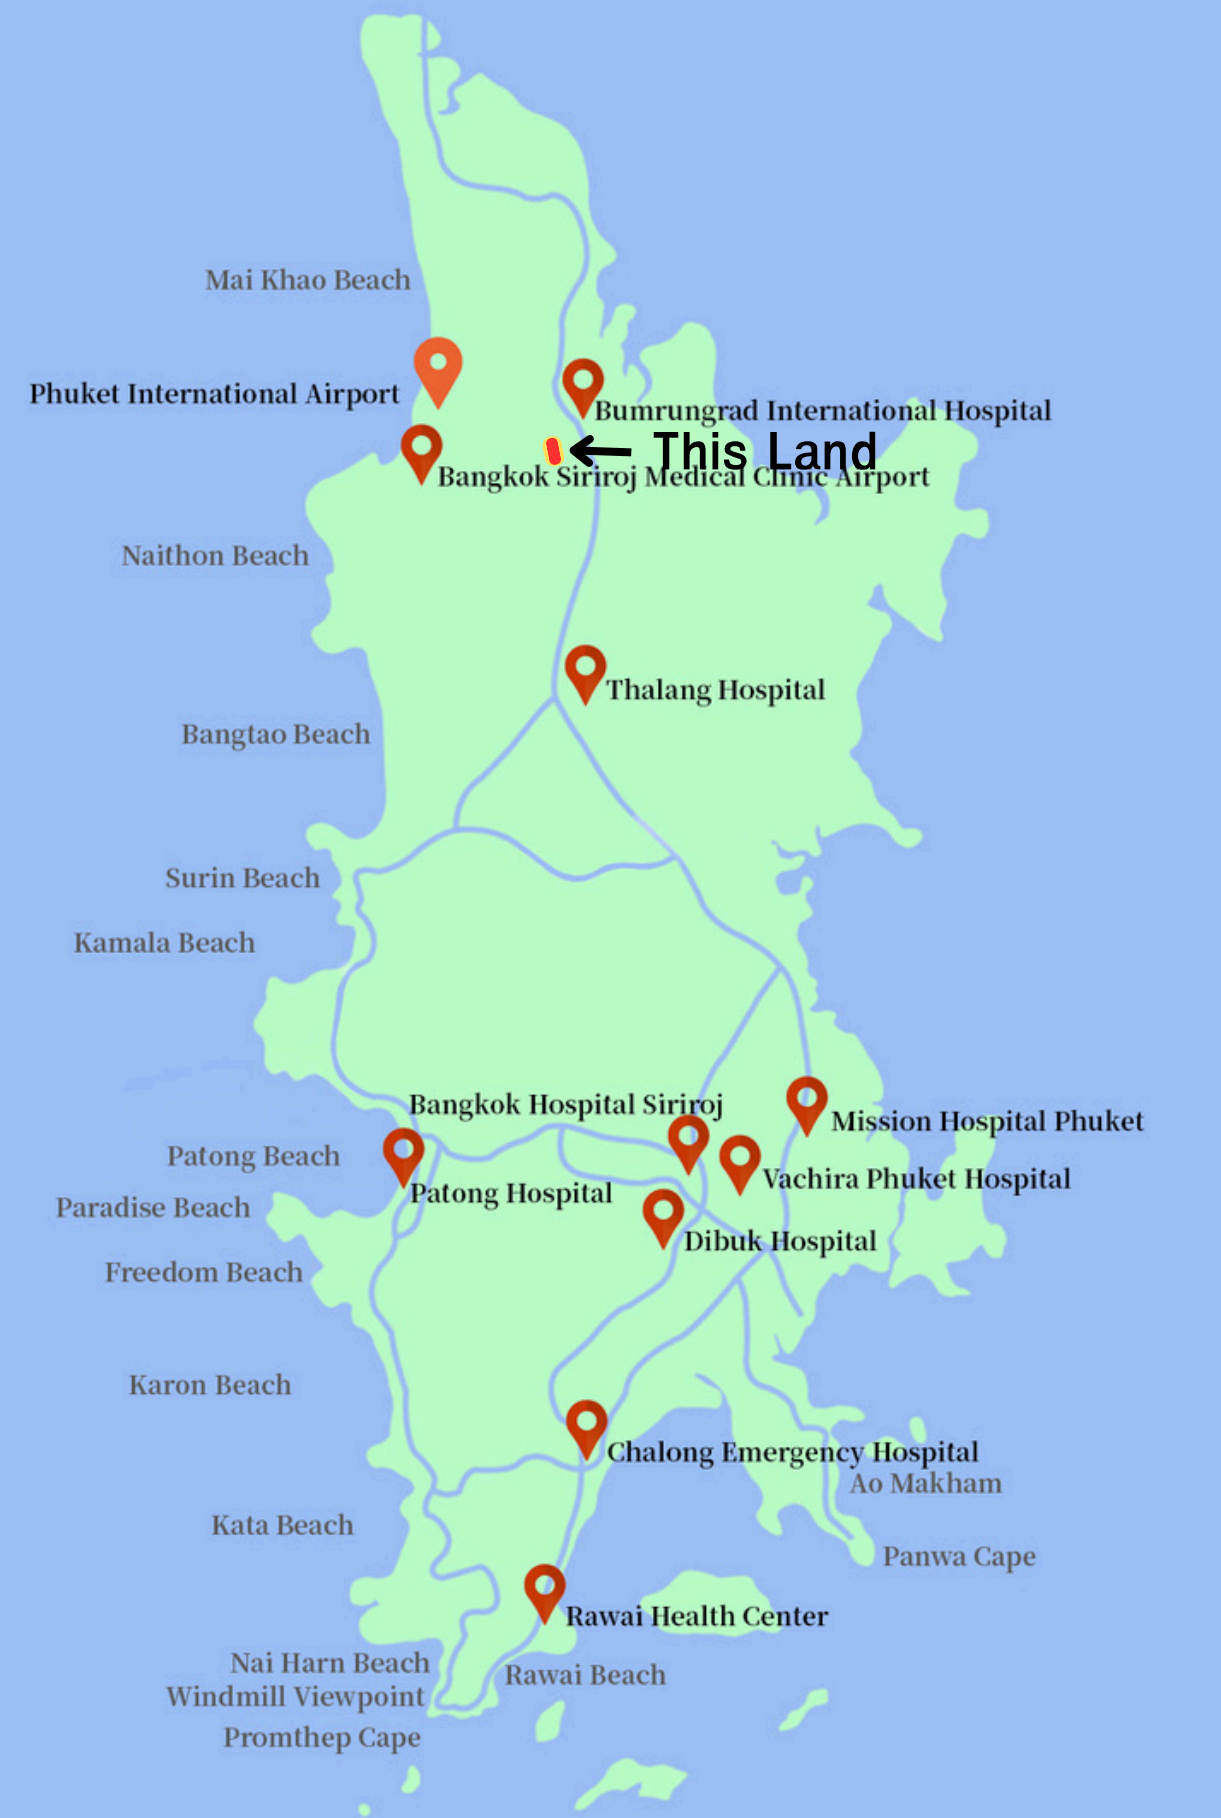 Mai Khao Beach
Phuket International Airport
Bumrungrad International Hospital
This Land
Bangkok Siriroj Medical Clinic Airport
Naithon Beach
Thalang Hospital
Bangtao Beach
Surin Beach
Kamala Beach
Bangkok Hospital Siriroj
Mission Hospital Phuket
Patong Beach
Vachira Phuket Hospital
Patong Hospital
Paradise Beach
Dibuk Hospital
Freedom Beach
Karon Beach
Chalong Emergency Hospital
Ao Makham
Kata Beach
Panwa Cape
Rawai Health Center
Nai Harn Beach
Rawai Beach
Windmill Viewpoint
Promthep Cape